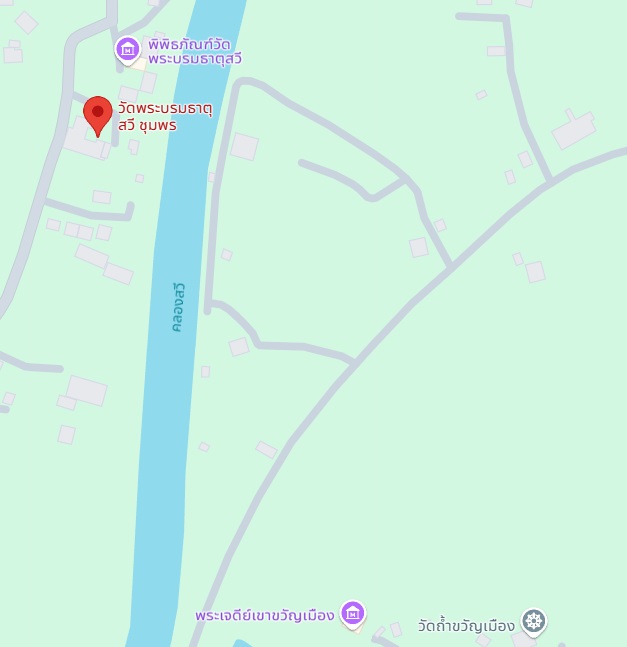 พิพิธภัณฑ์วัด
พระบรมธาตุสวี
วัดพระบรมธาตุ
สวี ชุมพร
คลองสวี
พระเจดีย์เขาขวัญเมือง
วัดถ้ำขวัญเมือง